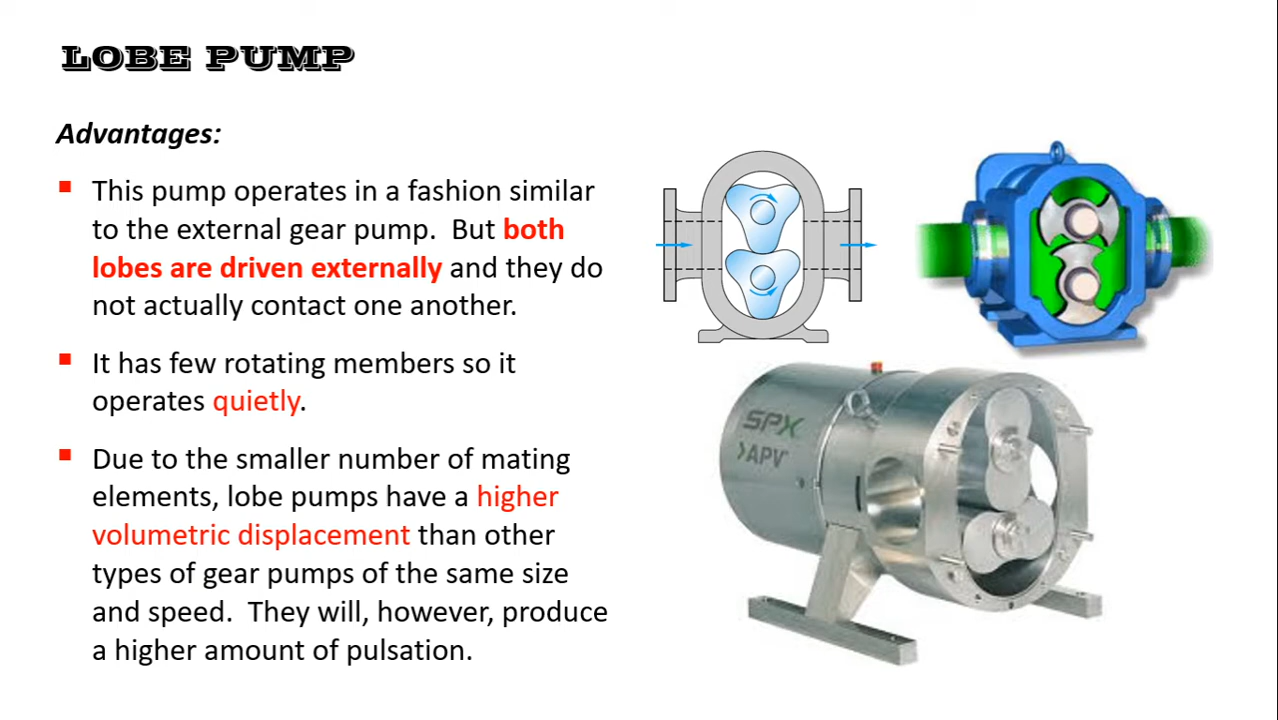 LOBE PUMP
Advantages:
▪ This pump operates in a fashion similar
to the external gear pump.  But both
lobes are driven externally and they do
not actually contact one another.
▪ It has few rotating members so it
operates quietly.
▪ Due to the smaller number of mating
elements, lobe pumps have a higher
volumetric displacement than other
types of gear pumps of the same size
and speed.  They will, however, produce
a higher amount of pulsation.
SPX
>APV